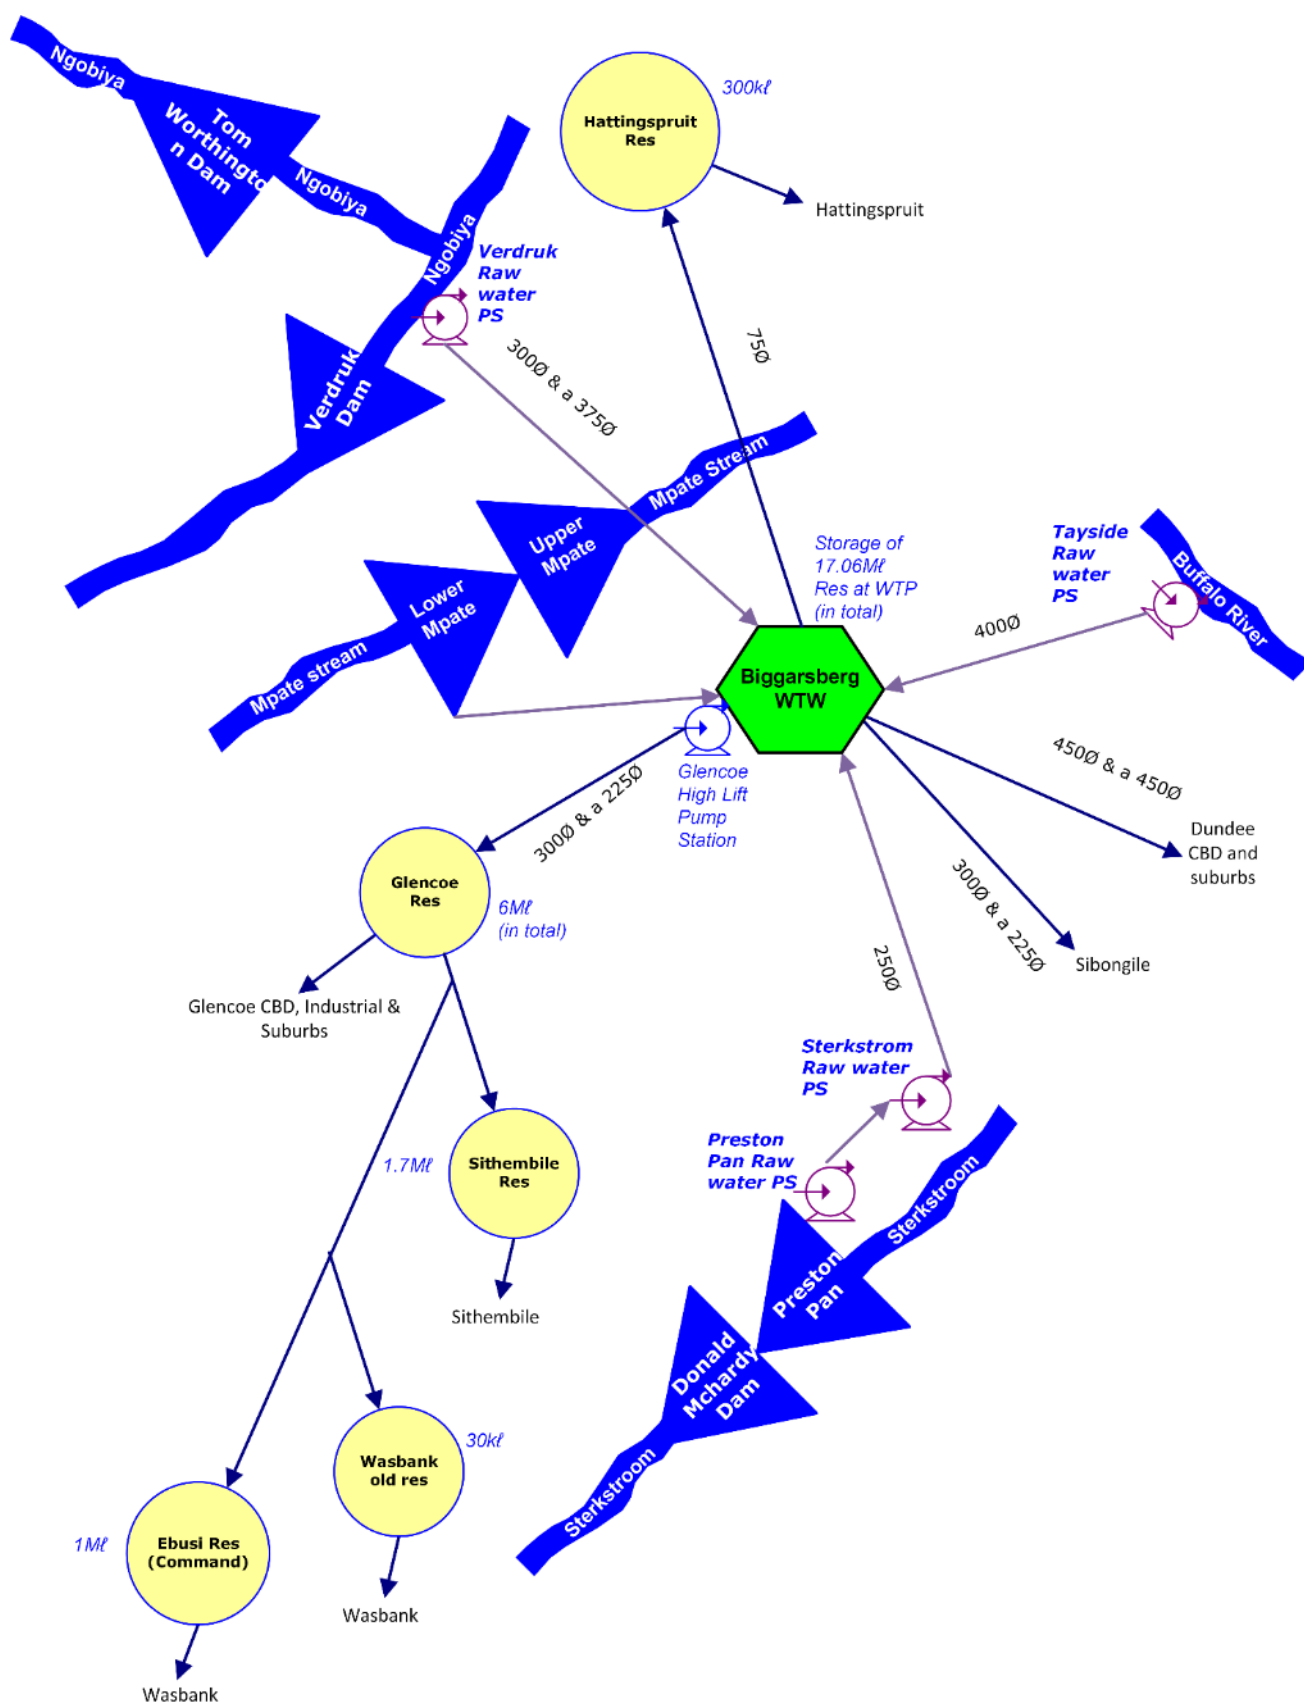 Ngobiya
Tom
Worthingto
n Dam
Ngobiya
Ngobiya
Verdruk
Raw
water
PS
300kℓ
Hattingspruit
Res
Hattingspruit
75Ø
300Ø & a 375Ø
Verdruk
Dam
Mpate Stream
Upper
Mpate
Lower
Mpate
Mpate stream
Storage of
17.06Mℓ
Res at WTP
(in total)
Tayside
Raw
water
PS
Buffalo River
400Ø
Biggarsberg
WTW
Glencoe
High Lift
Pump
Station
450Ø & a 450Ø
Dundee
CBD and
suburbs
300Ø & a 225Ø
Sibongile
300Ø & a 225Ø
Glencoe
Res
6Mℓ
(in total)
Glencoe CBD, Industrial &
Suburbs
250Ø
Sterkstrom
Raw water
PS
Preston
Pan Raw
water PS
Sterkstroom
Preston
Pan
Donald
Mchardy
Dam
Sterkstroom
1.7Mℓ
Sithembile
Res
Sithembile
30kℓ
Wasbank
old res
Wasbank
1Mℓ
Ebusi Res
(Command)
Wasbank